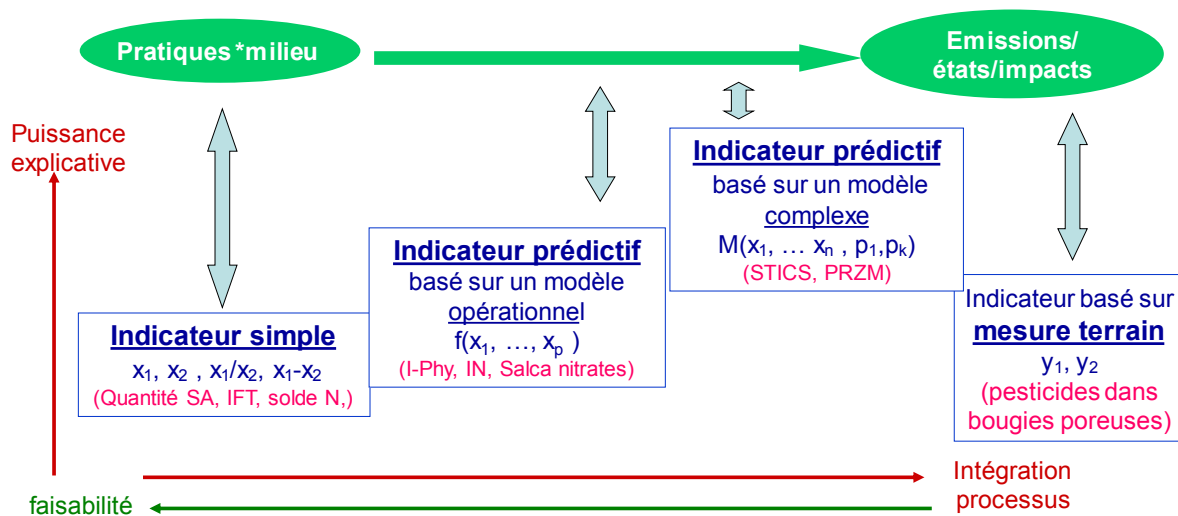 Pratiques *milieu
Emissions/
états/impacts
Puissance
explicative
Indicateur prédictif
basé sur un modèle
complexe
M(x₁, … xₙ , p₁,pₖ)
(STICS, PRZM)
Indicateur prédictif
basé sur un modèle
opérationnel
f(x₁, …, xₚ )
(I-Phy, IN, Salca nitrates)
Indicateur simple
x₁, x₂ , x₁/x₂, x₁-x₂
(Quantité SA, IFT, solde N,)
Indicateur basé sur
mesure terrain
y₁, y₂
(pesticides dans
bougies poreuses)
Intégration
processus
faisabilité